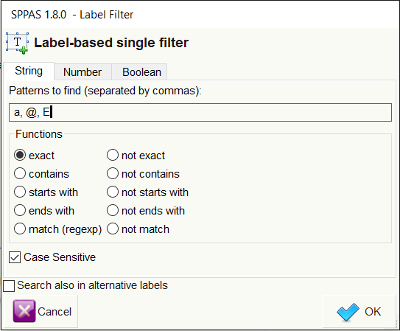 SPPAS 1.8.0 - Label Filter
T
Label-based single filter
String Number Boolean
Patterns to find (separated by commas):
a, @, E
Functions
exact not exact
contains not contains
starts with not starts with
ends with not ends with
match (regexp) not match
Case Sensitive
Search also in alternative labels
Cancel OK